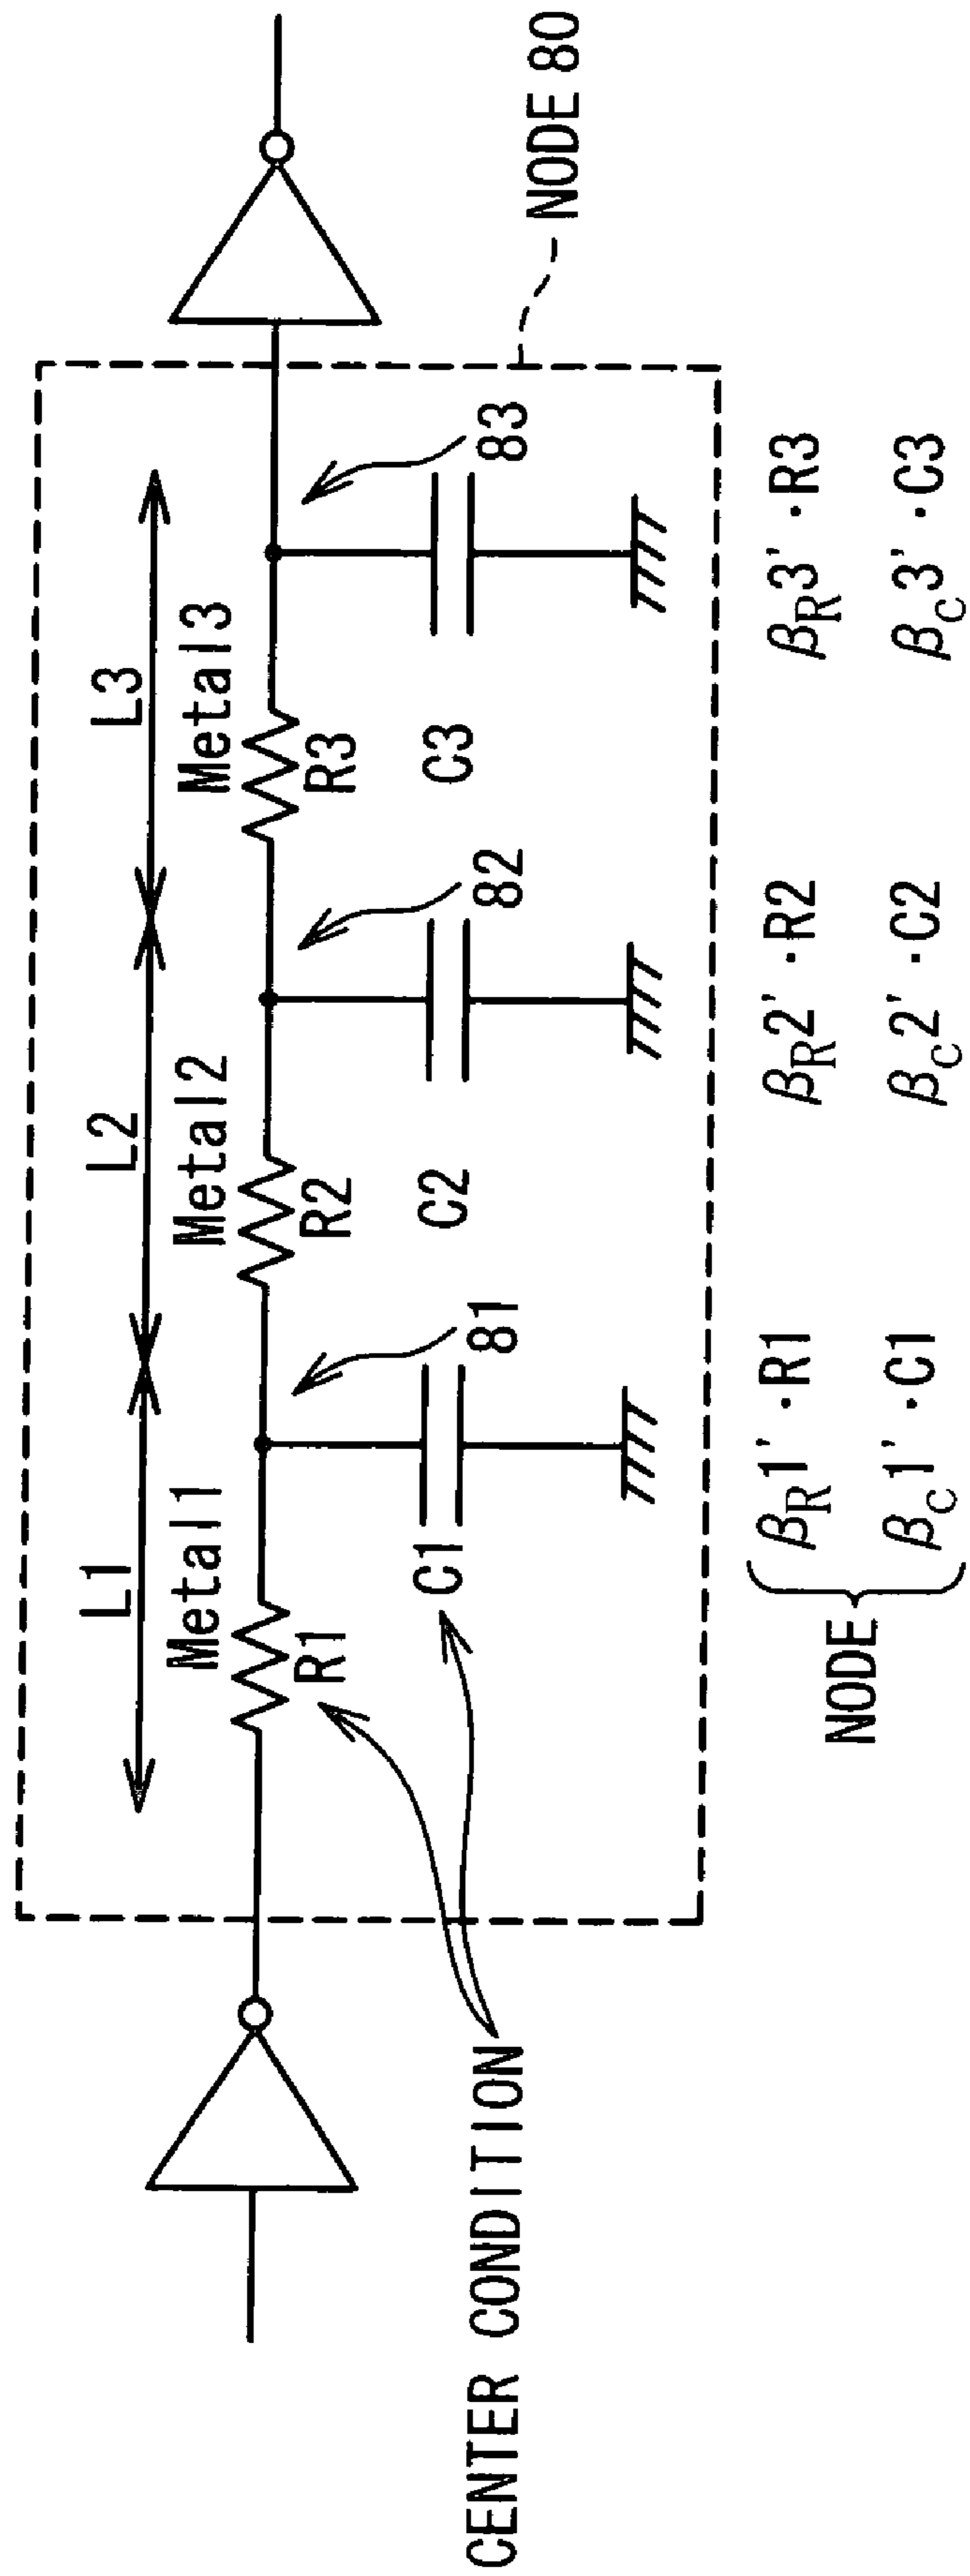 L1 L2 L3
Metal1 Metal2 Metal3
R1 R2 R3
C1 C2 C3
81 82 83
CENTER CONDITION
NODE 80
NODE
βR1'·R1 βR2'·R2 βR3'·R3
βC1'·C1 βC2'·C2 βC3'·C3